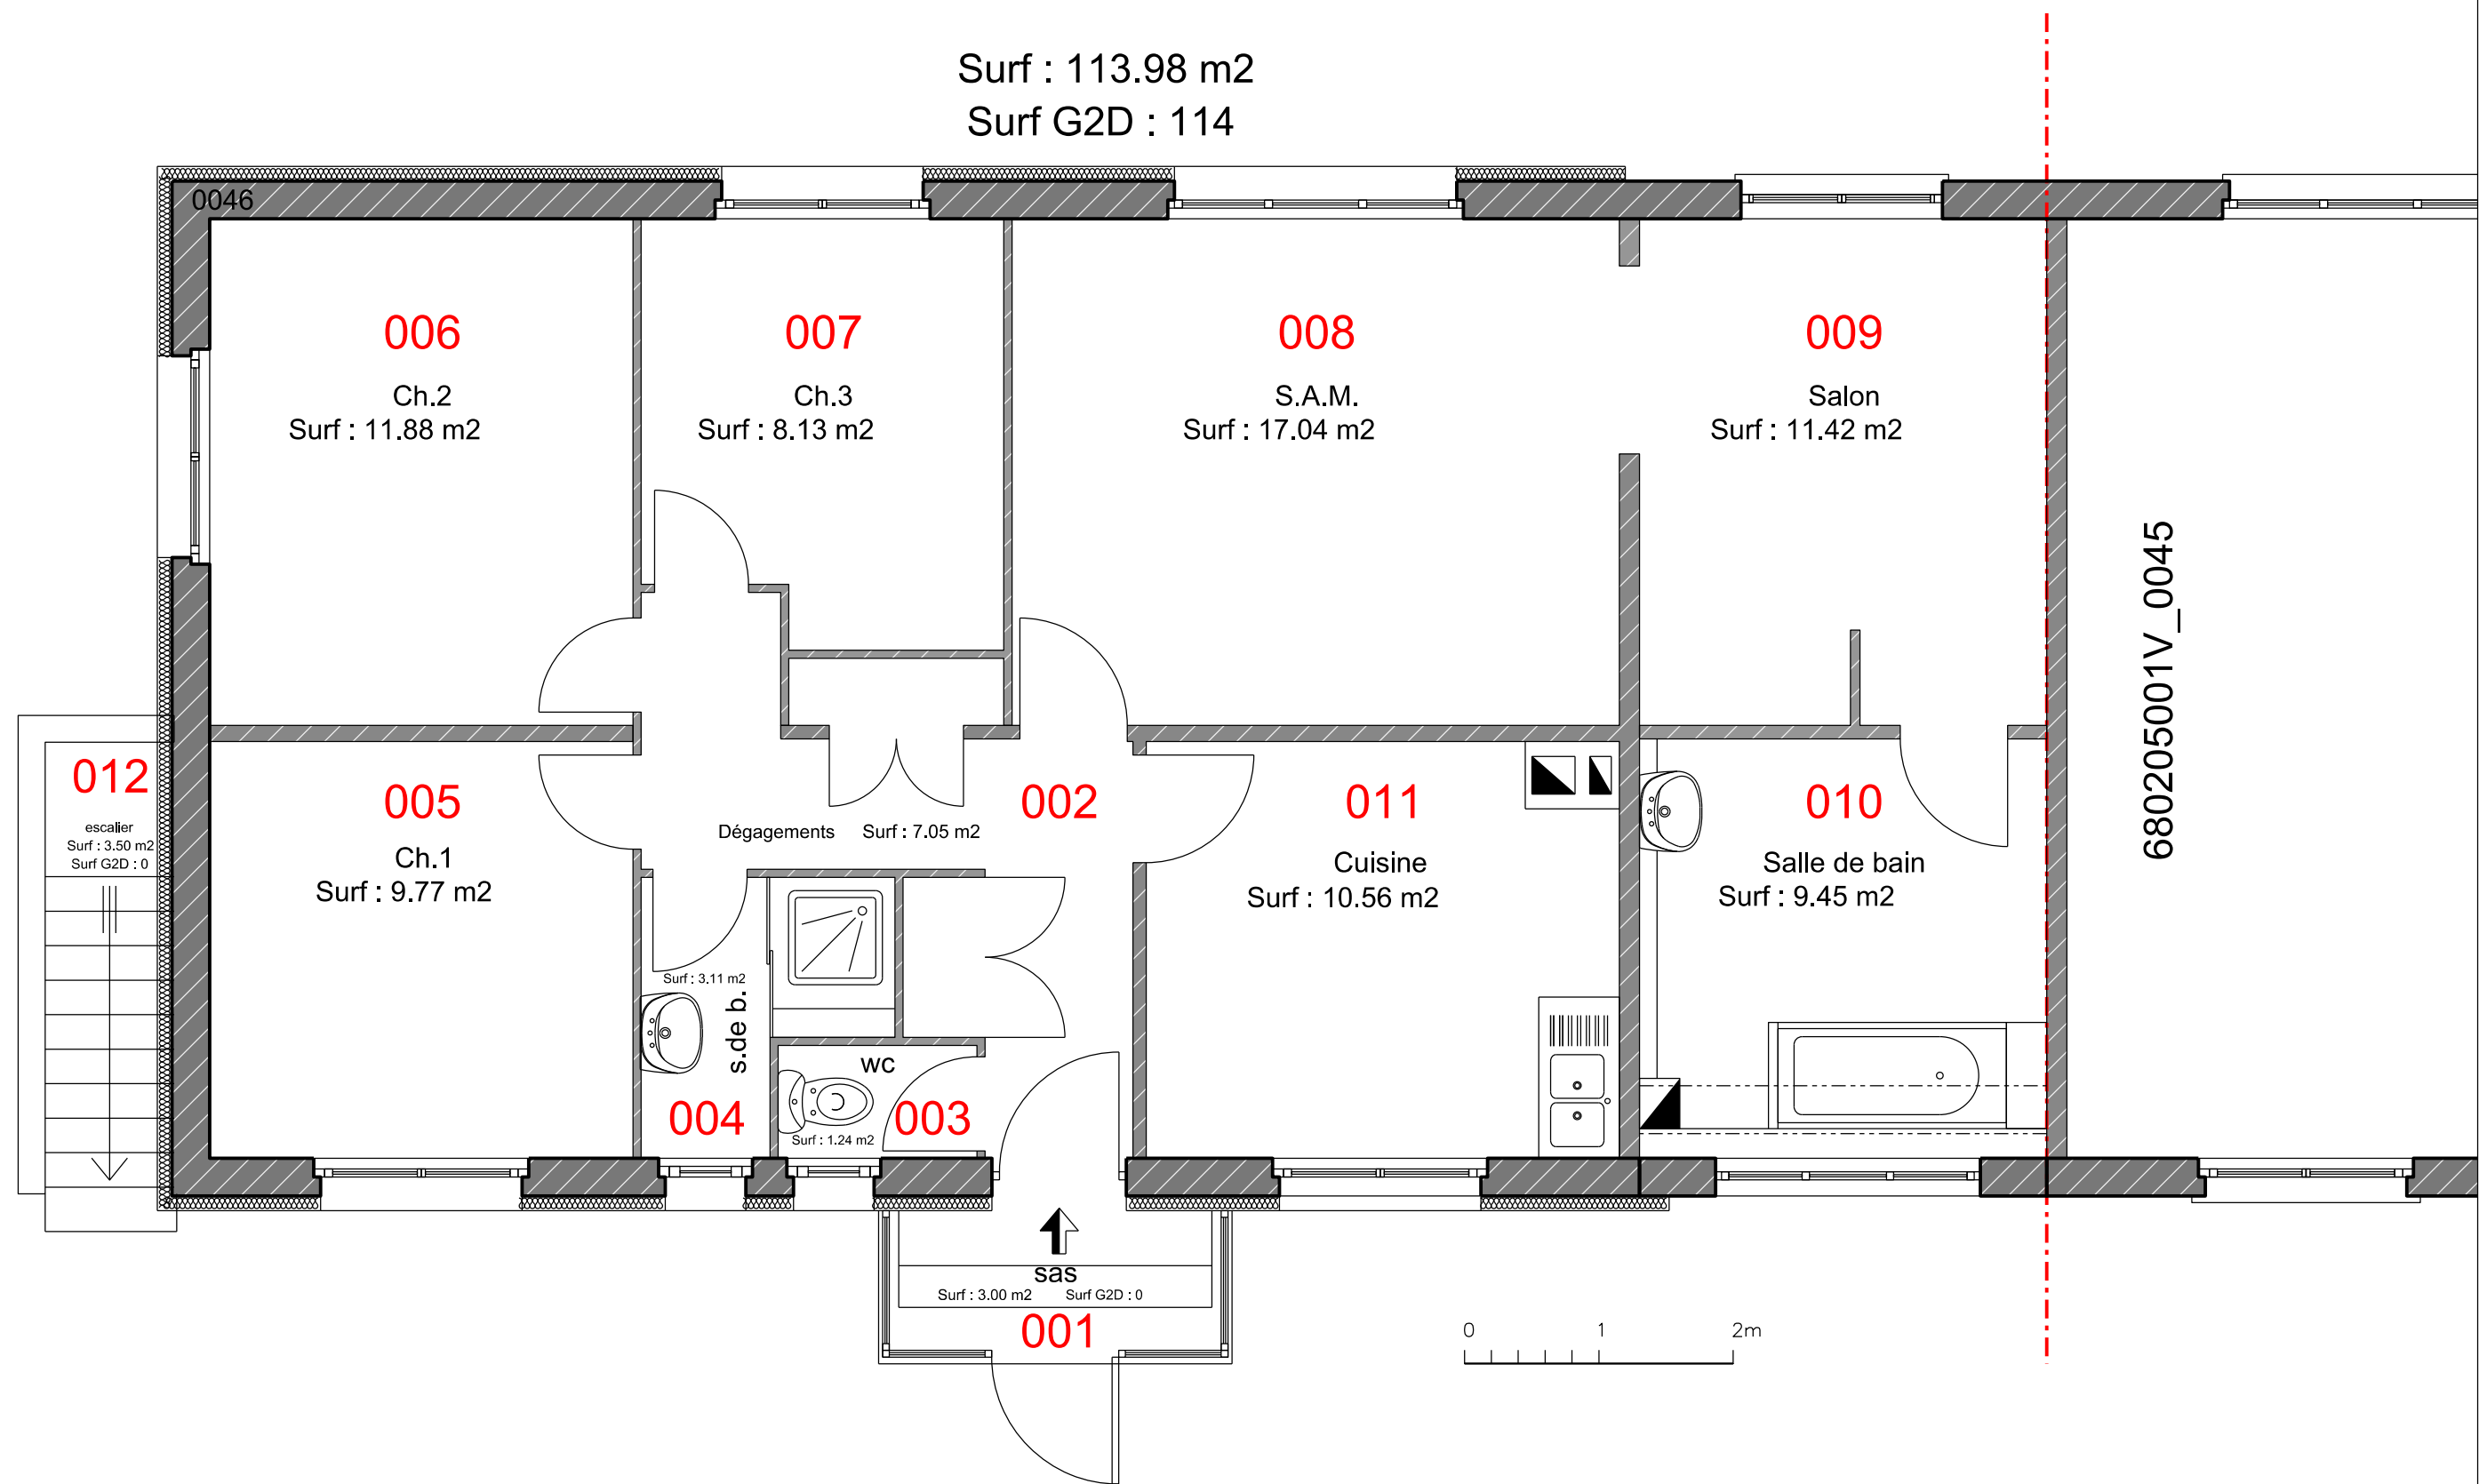 Surf : 113.98 m2
Surf G2D : 114
0046
006
Ch.2
Surf : 11.88 m2
007
Ch.3
Surf : 8.13 m2
008
S.A.M.
Surf : 17.04 m2
009
Salon
Surf : 11.42 m2
680205001V_0045
012
escalier
Surf : 3.50 m2
Surf G2D : 0
005
Ch.1
Surf : 9.77 m2
002
Dégagements Surf : 7.05 m2
011
Cuisine
Surf : 10.56 m2
010
Salle de bain
Surf : 9.45 m2
Surf : 3.11 m2
s.de b.
004
wc
003
Surf : 1.24 m2
sas
Surf : 3.00 m2 Surf G2D : 0
001
0 1 2m